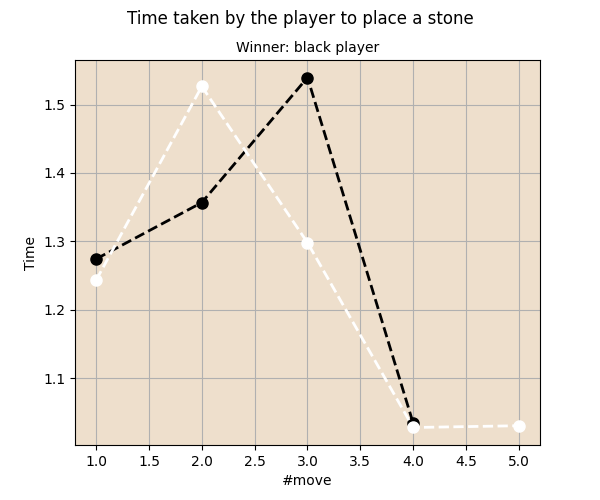 Time taken by the player to place a stone
Winner: black player
1.5
1.4
1.3
1.2
1.1
Time
1.0 1.5 2.0 2.5 3.0 3.5 4.0 4.5 5.0
#move